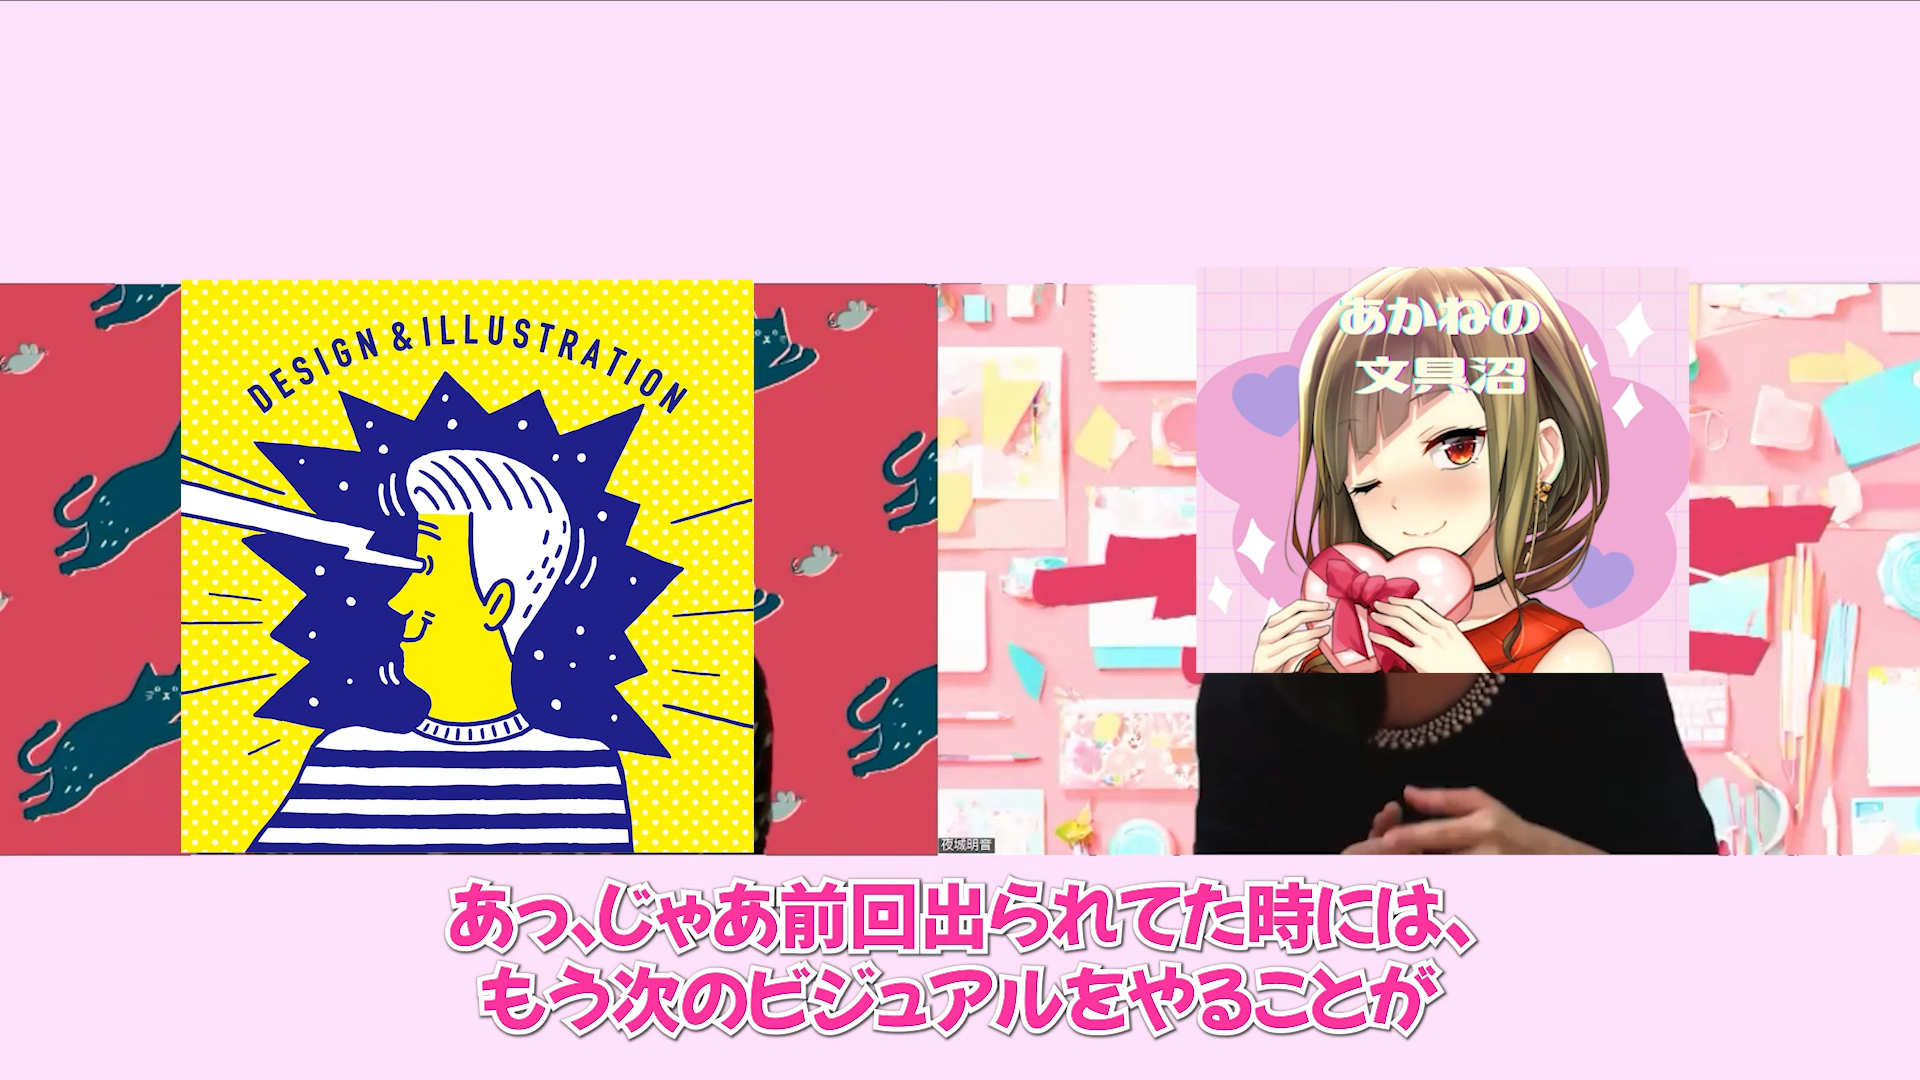 DESIGN & ILLUSTRATION
あかねの
文具沼
夜城明音
あっ、じゃあ前回出られてた時には、
もう次のビジュアルをやることが